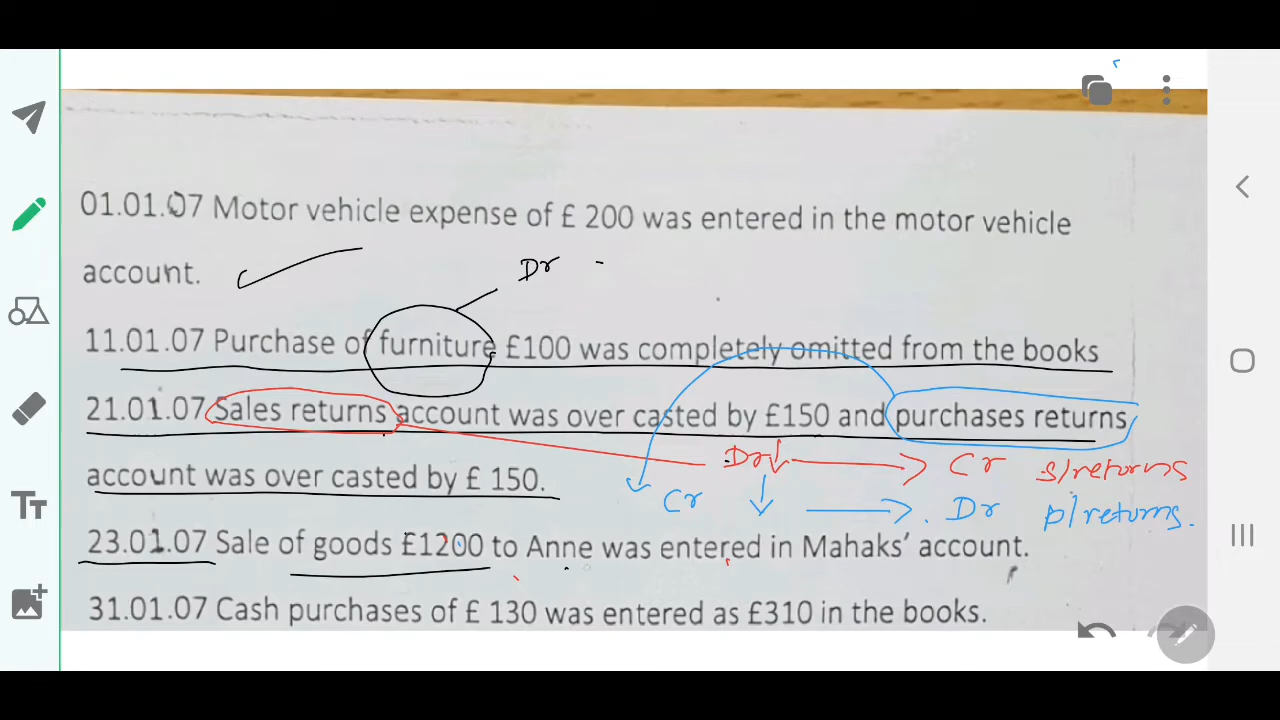 01.01.07 Motor vehicle expense of £ 200 was entered in the motor vehicle
account.
Dr
11.01.07 Purchase of furniture £100 was completely omitted from the books
21.01.07 Sales returns account was over casted by £150 and purchases returns
Dr Cr s/returns
account was over casted by £ 150.
Cr Dr p/returns.
23.01.07 Sale of goods £1200 to Anne was entered in Mahaks' account.
31.01.07 Cash purchases of £ 130 was entered as £310 in the books.
TT